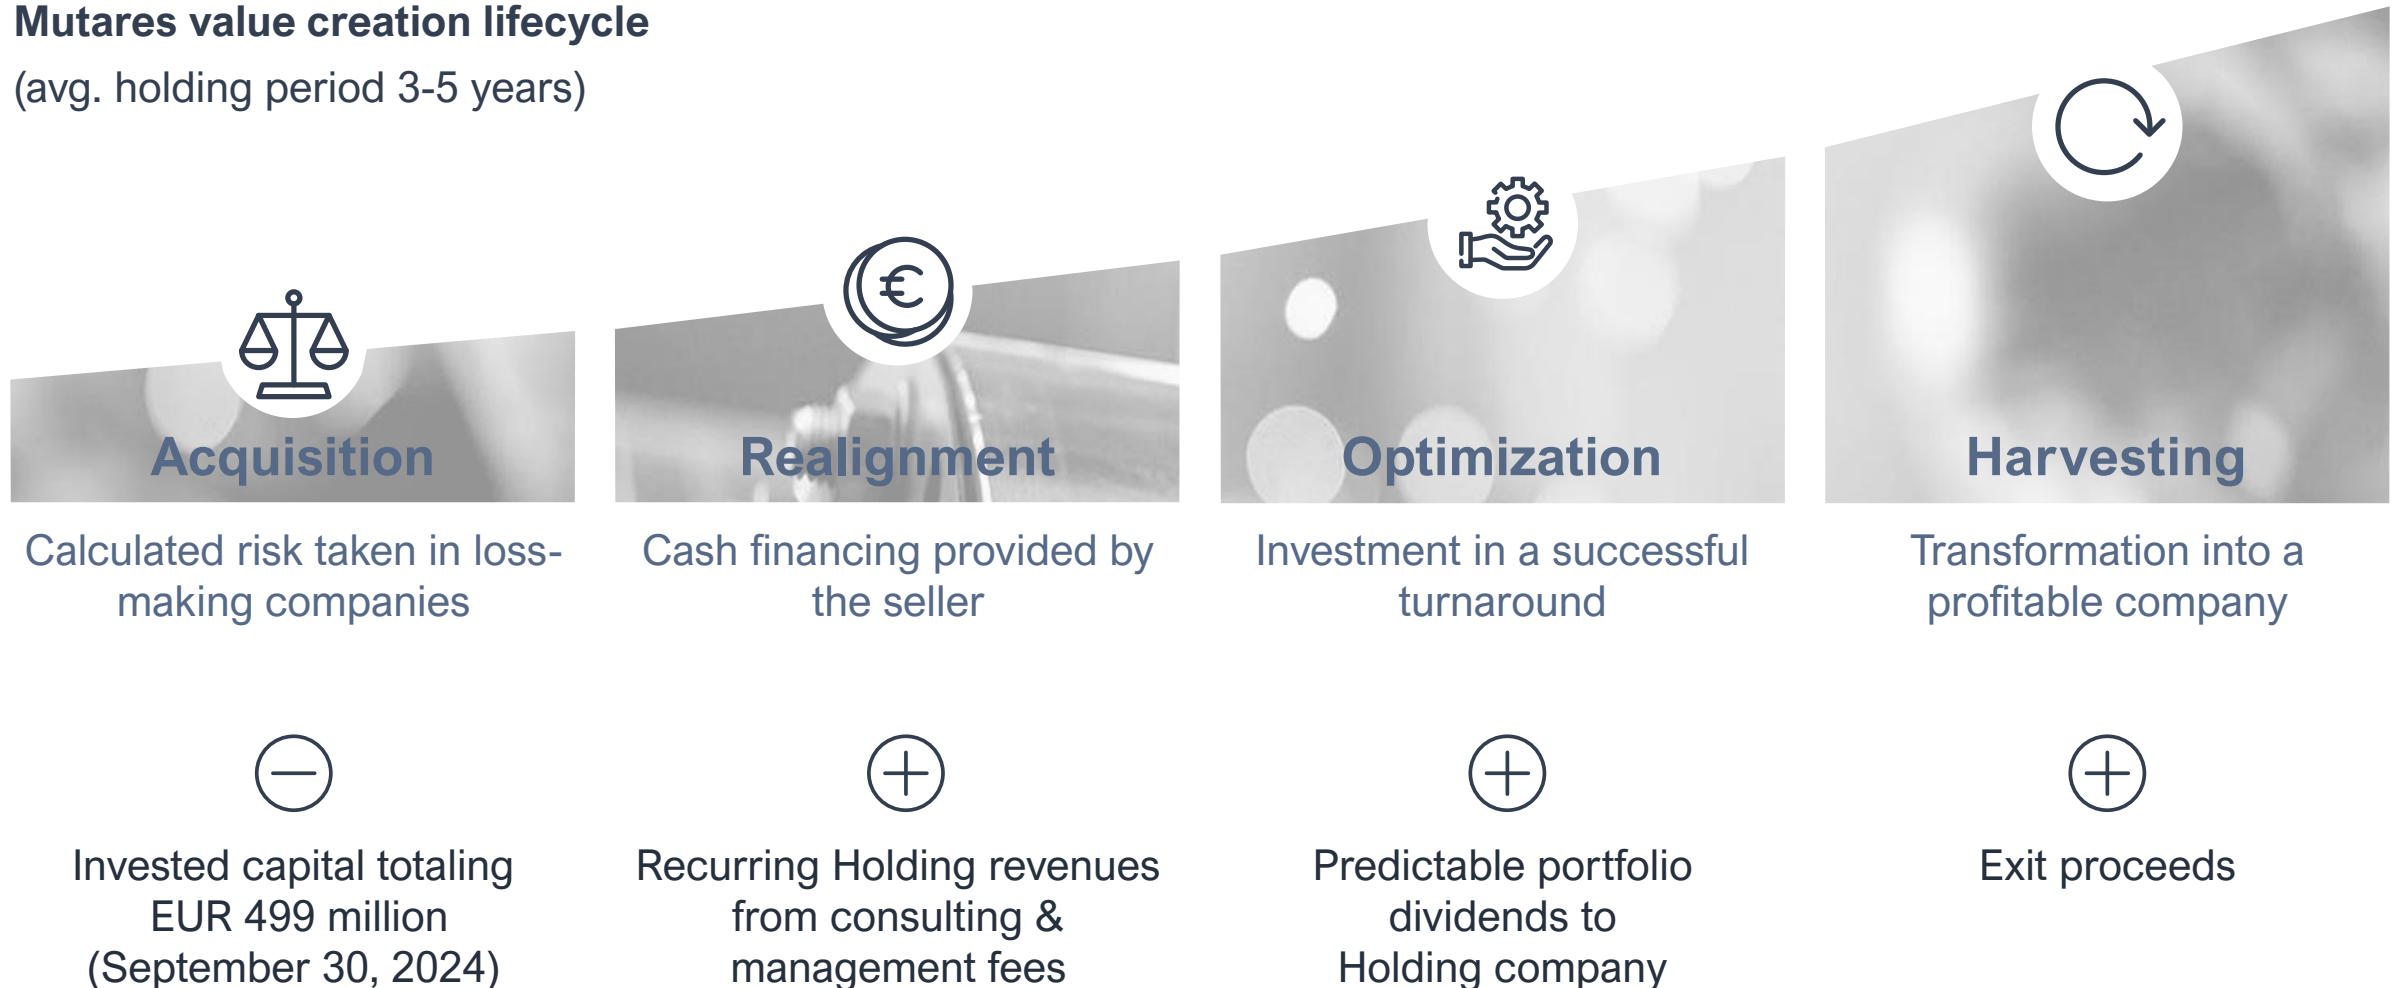 Mutares value creation lifecycle
(avg. holding period 3-5 years)
€
Acquisition
Calculated risk taken in loss-
making companies
Invested capital totaling
EUR 499 million
(September 30, 2024)
Realignment
Cash financing provided by
the seller
Recurring Holding revenues
from consulting &
management fees
Optimization
Investment in a successful
turnaround
Predictable portfolio
dividends to
Holding company
Harvesting
Transformation into a
profitable company
Exit proceeds